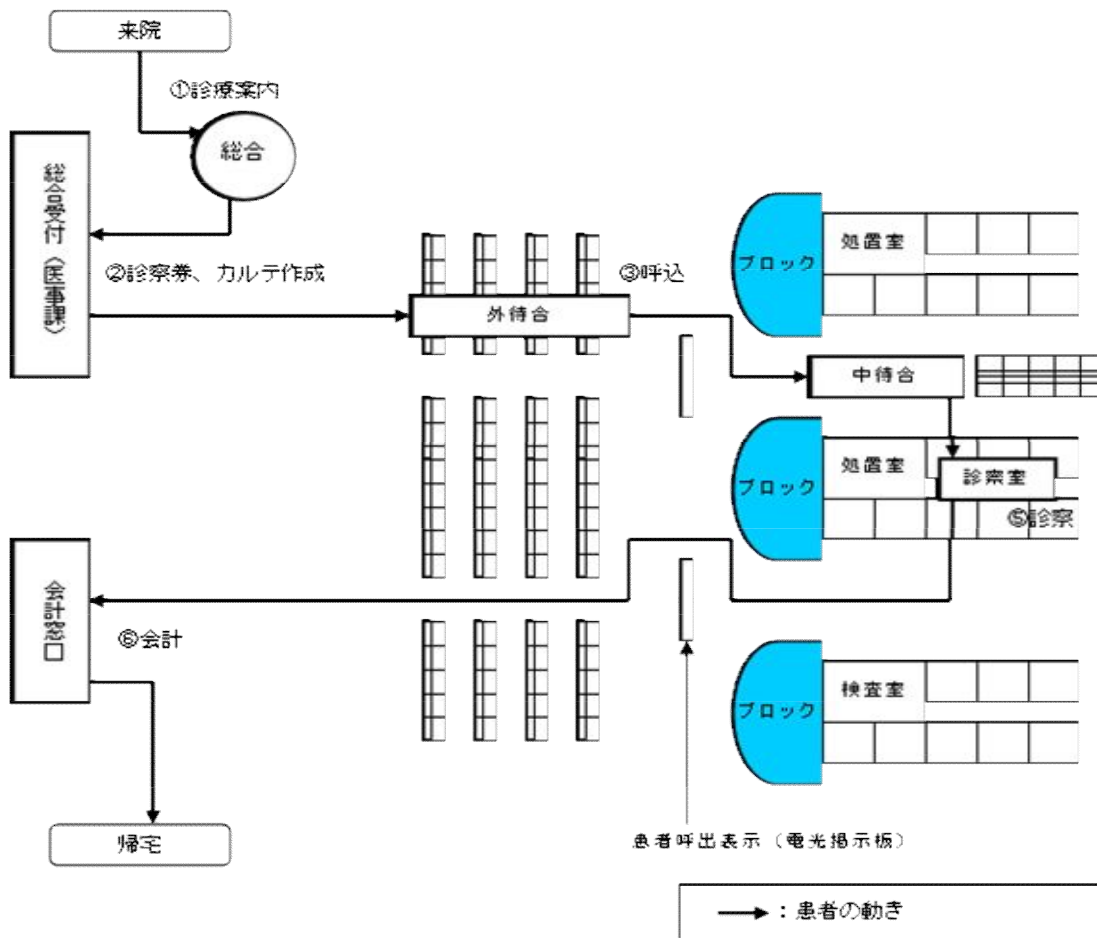 来院
①診療案内
総合
総合受付（医事課）
②診察券、カルテ作成
外待合
③呼込
ブロック
処置室
中待合
ブロック
処置室
診察室
⑤診察
会計窓口
⑥会計
ブロック
検査室
帰宅
患者呼出表示（電光掲示板）
：患者の動き